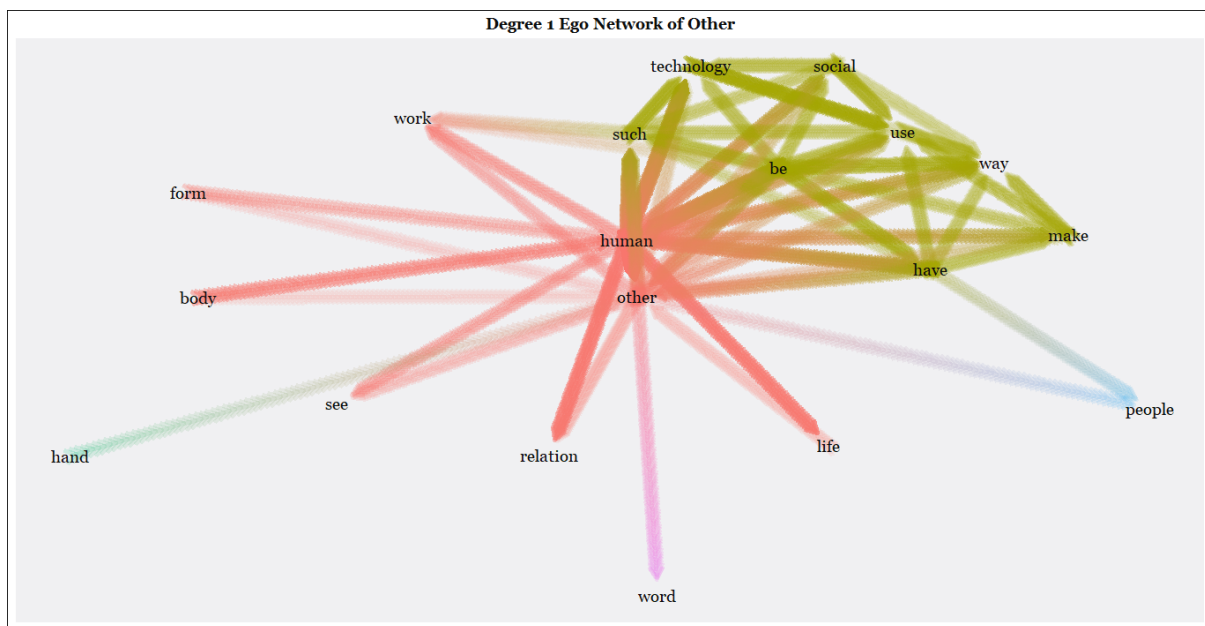 Degree 1 Ego Network of Other
technology
social
work
such
use
be
way
form
human
make
have
body
other
see
people
life
hand
relation
word